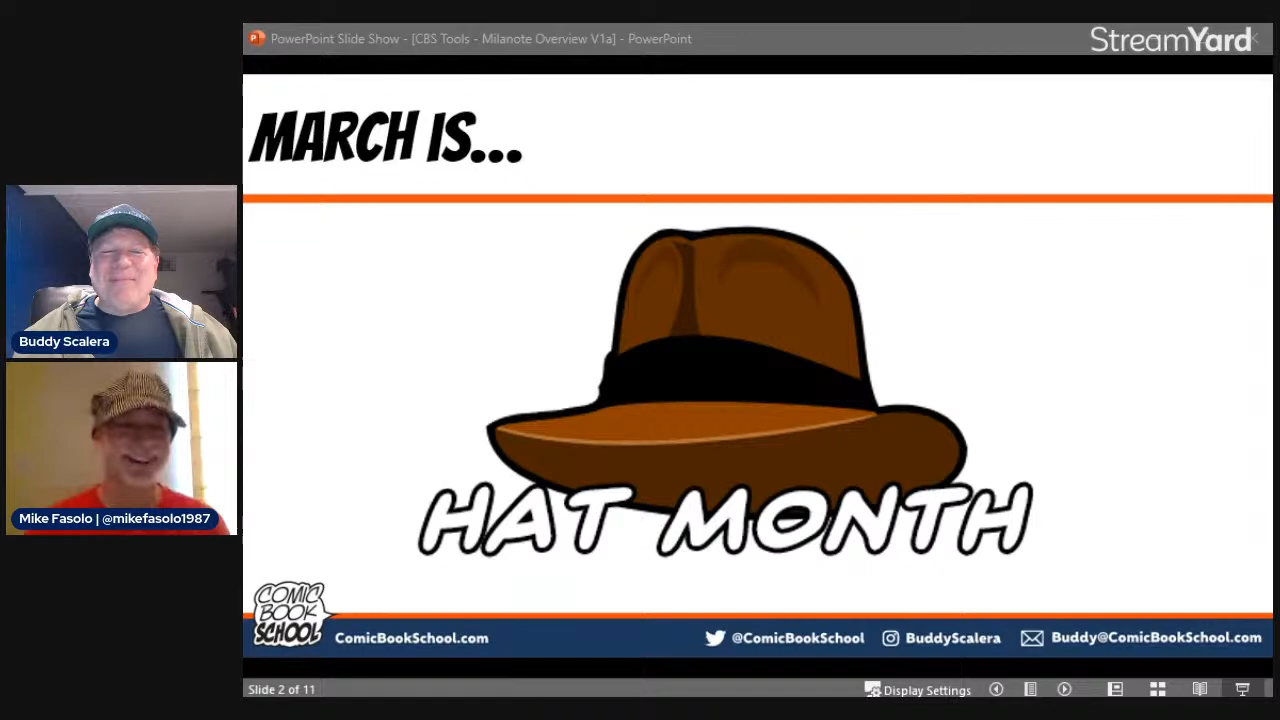 PowerPoint Slide Show - [CBS Tools - Milanote Overview V1a] - PowerPoint
StreamYard
MARCH IS...
Buddy Scalera
Mike Fasolo | @mikefasolo1987
HAT MONTH
COMIC
BOOK
SCHOOL
ComicBookSchool.com
@ComicBookSchool
BuddyScalera
Buddy@ComicBookSchool.com
Slide 2 of 11
Display Settings